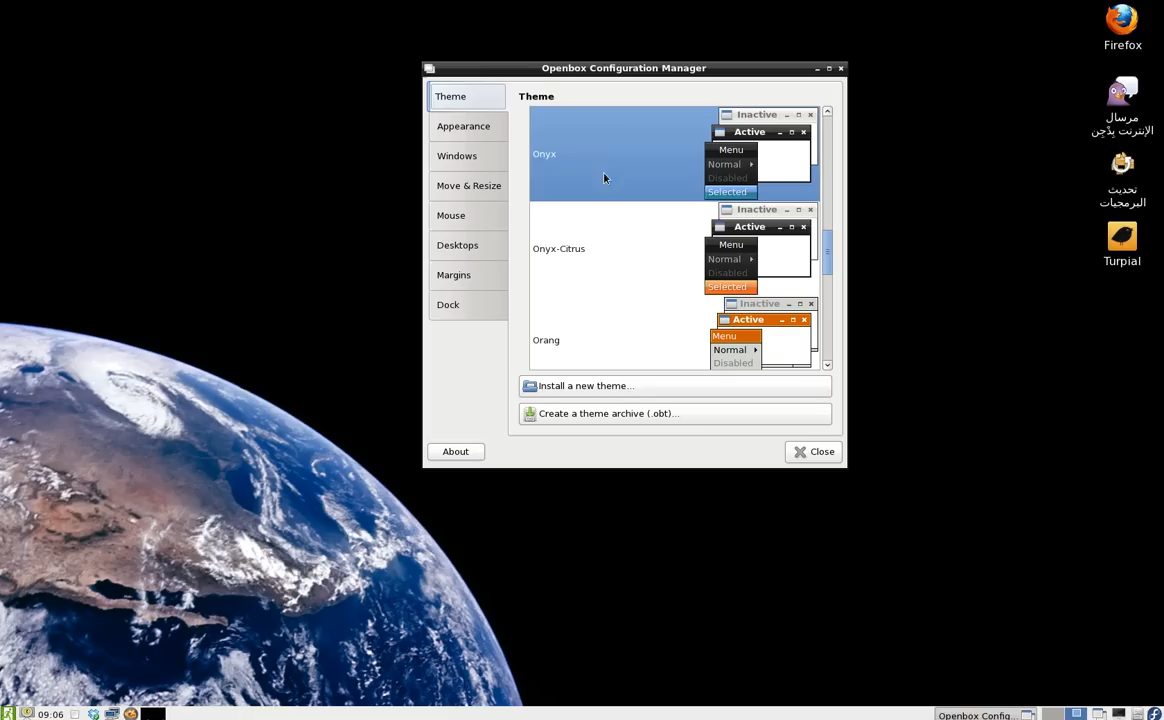 Firefox
مرسال
الإنترنت پِدْچِن
تحديث
البرمجيات
Turpial
Openbox Configuration Manager
Theme
Appearance
Windows
Move & Resize
Mouse
Desktops
Margins
Dock
Theme
Onyx
Inactive
Active
Menu
Normal
Disabled
Selected
Onyx-Citrus
Inactive
Active
Menu
Normal
Disabled
Selected
Orang
Inactive
Active
Menu
Normal
Disabled
Install a new theme...
Create a theme archive (.obt)...
About
Close
09:06
Openbox Config...